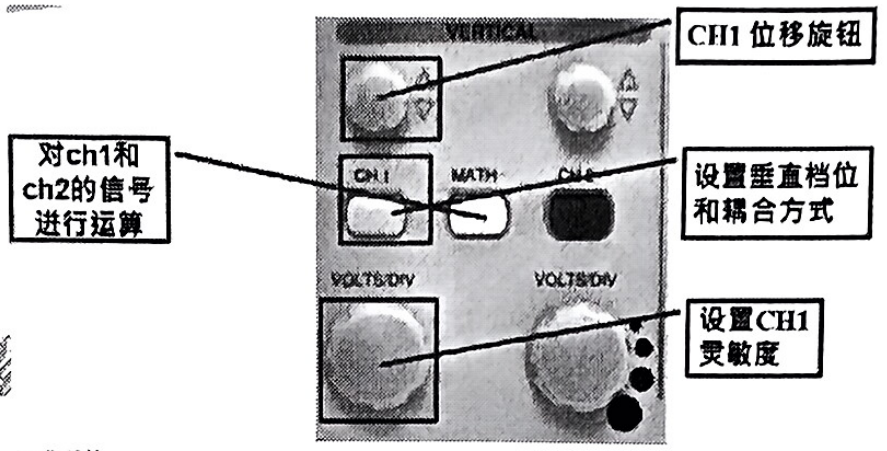 VERTICAL
CH1 位移旋钮
对ch1和
ch2的信号
进行运算
CH 1
MATH
CH 2
设置垂直档位
和耦合方式
VOLTS/DIV
VOLTS/DIV
设置CH1
灵敏度